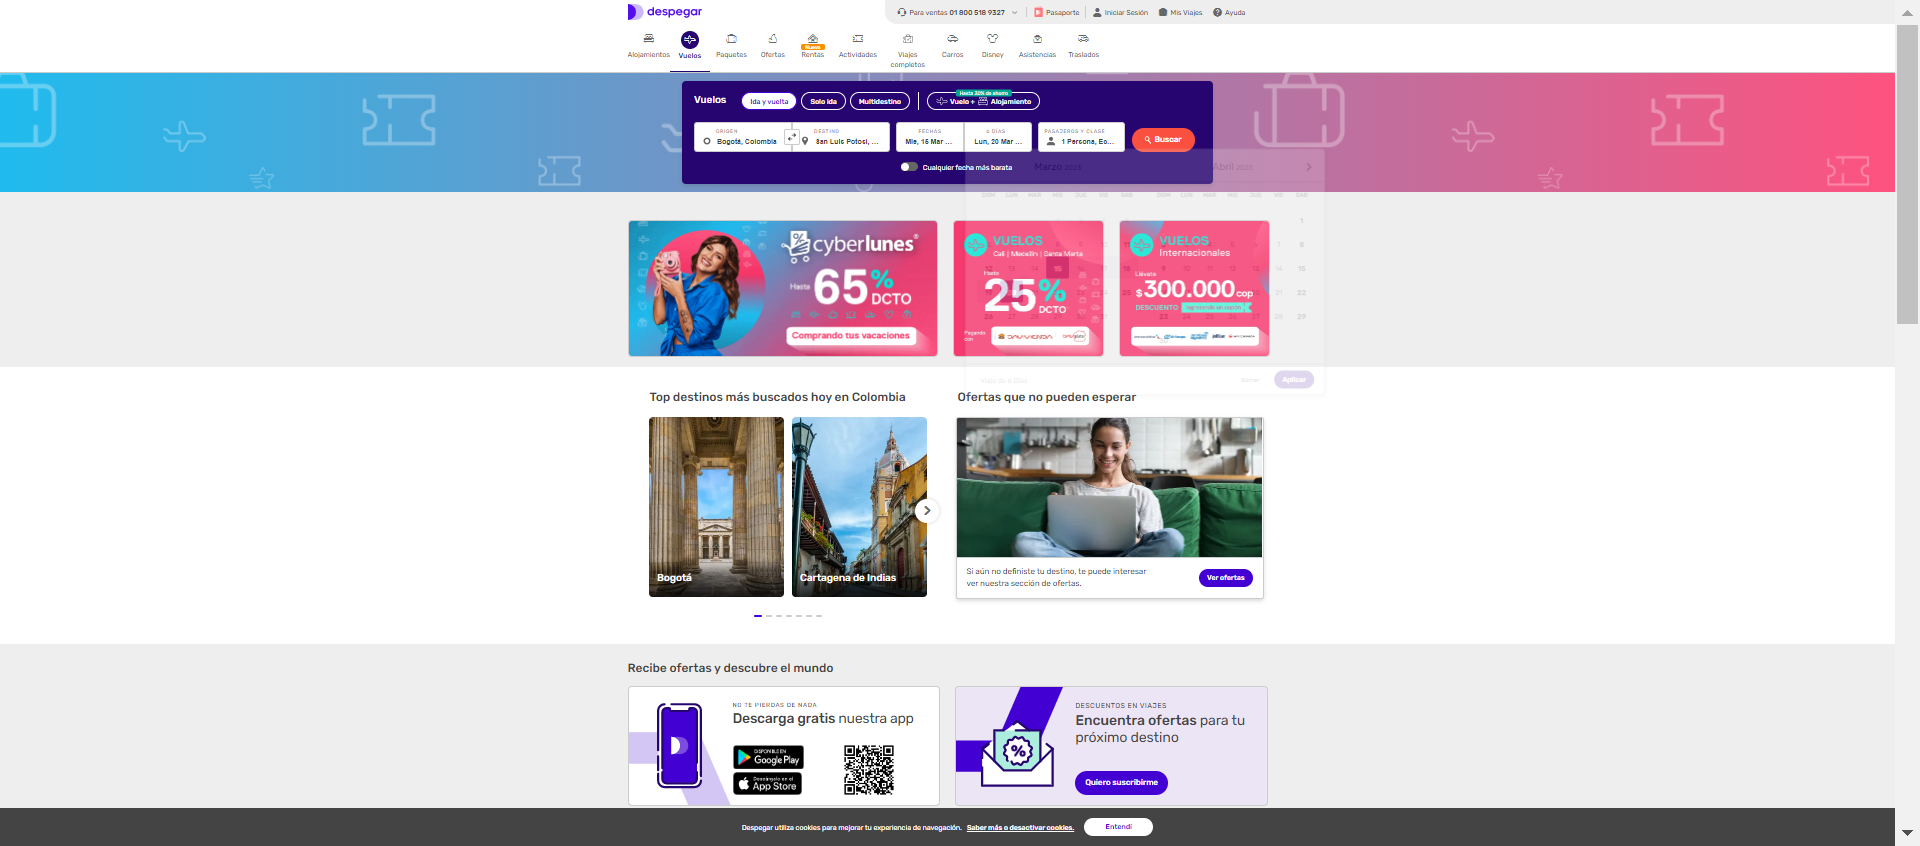 despegar
Para ventas 01 800 518 9327
Pasaporte
Iniciar Sesión
Mis Viajes
Ayuda
Alojamientos
Vuelos
Paquetes
Ofertas
Nuevo
Rentas
Actividades
Viajes completos
Carros
Disney
Asistencias
Traslados
Vuelos
Ida y vuelta
Solo ida
Multidestino
Hasta 30% de ahorro
Vuelo + Alojamiento
ORIGEN
Bogotá, Colombia
DESTINO
San Luis Potosí, ...
FECHAS
Mie, 15 Mar ...
6 DÍAS
Lun, 20 Mar ...
PASAJEROS Y CLASE
1 Persona, Ec...
Buscar
Cualquier fecha más barata
Marzo 2023
Abril 2023
cyberlunes®
Hasta 65% DCTO
Comprando tus vacaciones
VUELOS
Cali | Medellín | Santa Marta
Hasta
25% DCTO
Pagando con
DAVIVIENDA
VUELOS
Internacionales
Llévate
$300.000 cop
DESCUENTO
Aplicar
Top destinos más buscados hoy en Colombia
Bogotá
Cartagena de Indias
Ofertas que no pueden esperar
Si aún no definiste tu destino, te puede interesar
ver nuestra sección de ofertas.
Ver ofertas
Recibe ofertas y descubre el mundo
NO TE PIERDAS DE NADA
Descarga gratis nuestra app
DISPONIBLE EN
Google Play
Descárgalo en el
App Store
DESCUENTOS EN VIAJES
Encuentra ofertas para tu
próximo destino
Quiero suscribirme
Despegar utiliza cookies para mejorar tu experiencia de navegación. Saber más o desactivar cookies.
Entendí